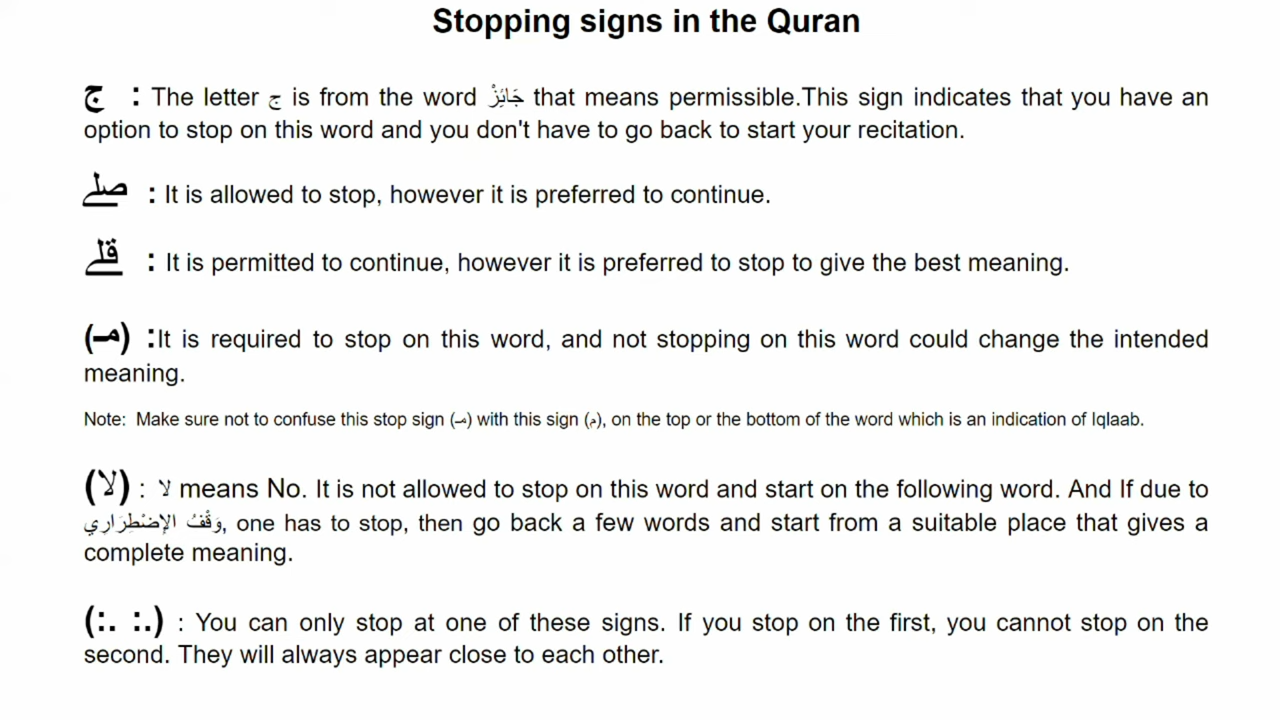 Stopping signs in the Quran
ج : The letter ج is from the word جَائِزْ that means permissible.This sign indicates that you have an
option to stop on this word and you don't have to go back to start your recitation.
صلے : It is allowed to stop, however it is preferred to continue.
قلے : It is permitted to continue, however it is preferred to stop to give the best meaning.
(مـ) :It is required to stop on this word, and not stopping on this word could change the intended
meaning.
Note: Make sure not to confuse this stop sign (مـ) with this sign (م), on the top or the bottom of the word which is an indication of Iqlaab.
(لا) : لا means No. It is not allowed to stop on this word and start on the following word. And If due to
وَقْفُ الإضْطِرَارِي, one has to stop, then go back a few words and start from a suitable place that gives a
complete meaning.
(:. :.) : You can only stop at one of these signs. If you stop on the first, you cannot stop on the
second. They will always appear close to each other.